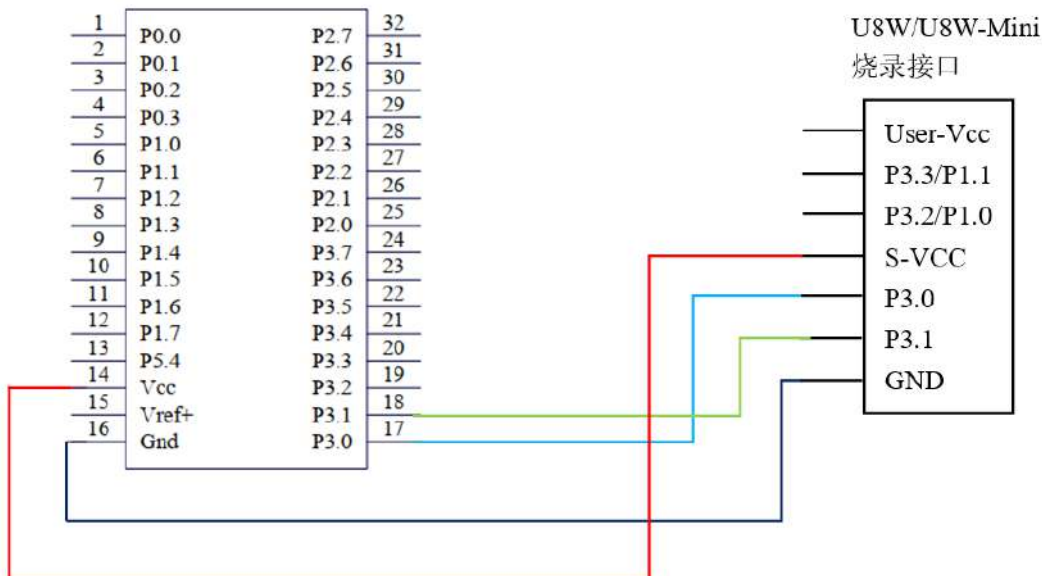 1 P0.0 P2.7 32
2 P0.1 P2.6 31
3 P0.2 P2.5 30
4 P0.3 P2.4 29
5 P1.0 P2.3 28
6 P1.1 P2.2 27
7 P1.2 P2.1 26
8 P1.3 P2.0 25
9 P1.4 P3.7 24
10 P1.5 P3.6 23
11 P1.6 P3.5 22
12 P1.7 P3.4 21
13 P5.4 P3.3 20
14 Vcc P3.2 19
15 Vref+ P3.1 18
16 Gnd P3.0 17
U8W/U8W-Mini
烧录接口
User-Vcc
P3.3/P1.1
P3.2/P1.0
S-VCC
P3.0
P3.1
GND